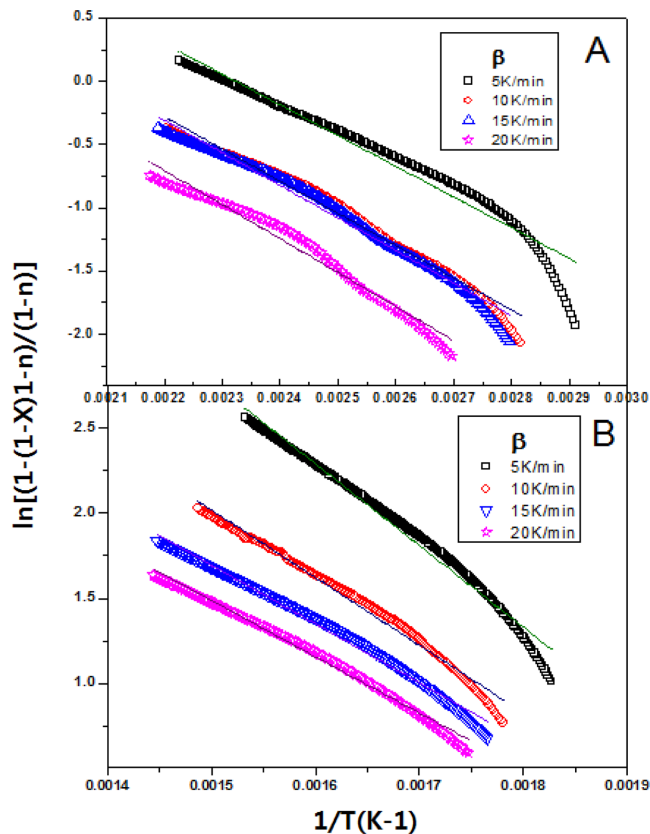 0.5
0.0
-0.5
-1.0
-1.5
-2.0
A
β
5K/min
10K/min
15K/min
20K/min
0.0021 0.0022 0.0023 0.0024 0.0025 0.0026 0.0027 0.0028 0.0029 0.0030
ln[(1-(1-X)1-n)/(1-n)]
2.5
2.0
1.5
1.0
B
β
5K/min
10K/min
15K/min
20K/min
0.0014 0.0015 0.0016 0.0017 0.0018 0.0019
1/T(K-1)